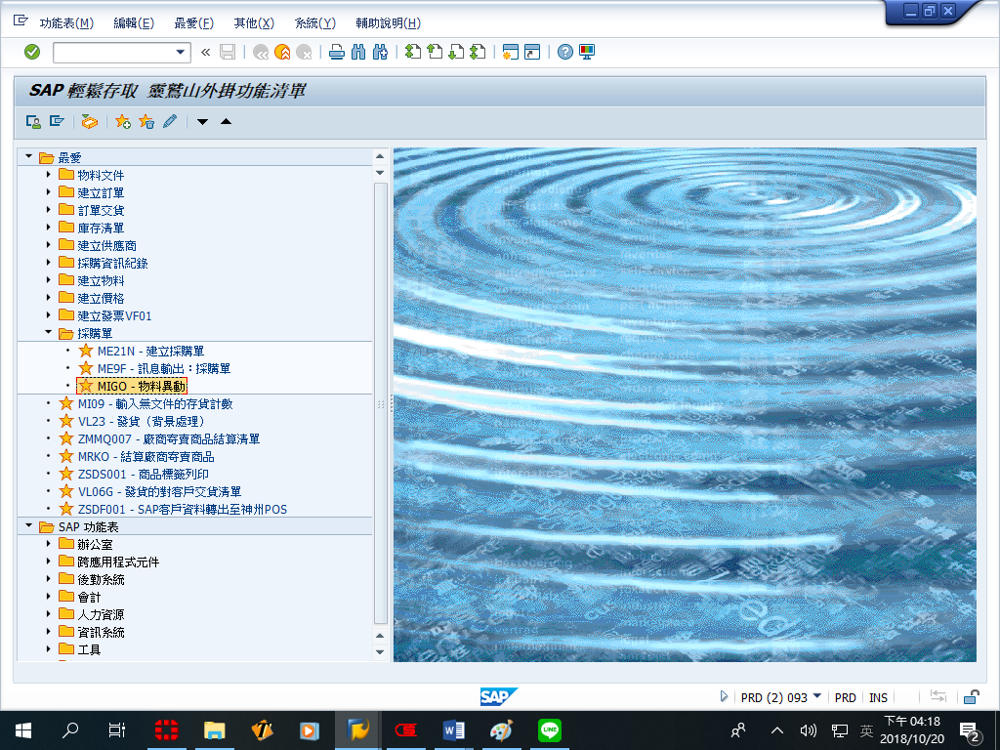 功能表(M) 編輯(E) 最愛(F) 其他(X) 系統(Y) 輔助說明(H)
SAP 輕鬆存取 靈鷲山外掛功能清單
最愛
物料文件
建立訂單
訂單交貨
庫存清單
建立供應商
採購資訊紀錄
建立物料
建立價格
建立發票VF01
採購單
ME21N - 建立採購單
ME9F - 訊息輸出：採購單
MIGO - 物料異動
MI09 - 輸入無文件的存貨計數
VL23 - 發貨（背景處理）
ZMMQ007 - 廠商寄賣商品結算清單
MRKO - 結算廠商寄賣商品
ZSDS001 - 商品標籤列印
VL06G - 發貨的對客戶交貨清單
ZSDF001 - SAP客戶資料轉出至神州POS
SAP 功能表
辦公室
跨應用程式元件
後勤系統
會計
人力資源
資訊系統
工具
SAP
PRD (2) 093 PRD INS
LINE
英
下午 04:18
2018/10/20
2